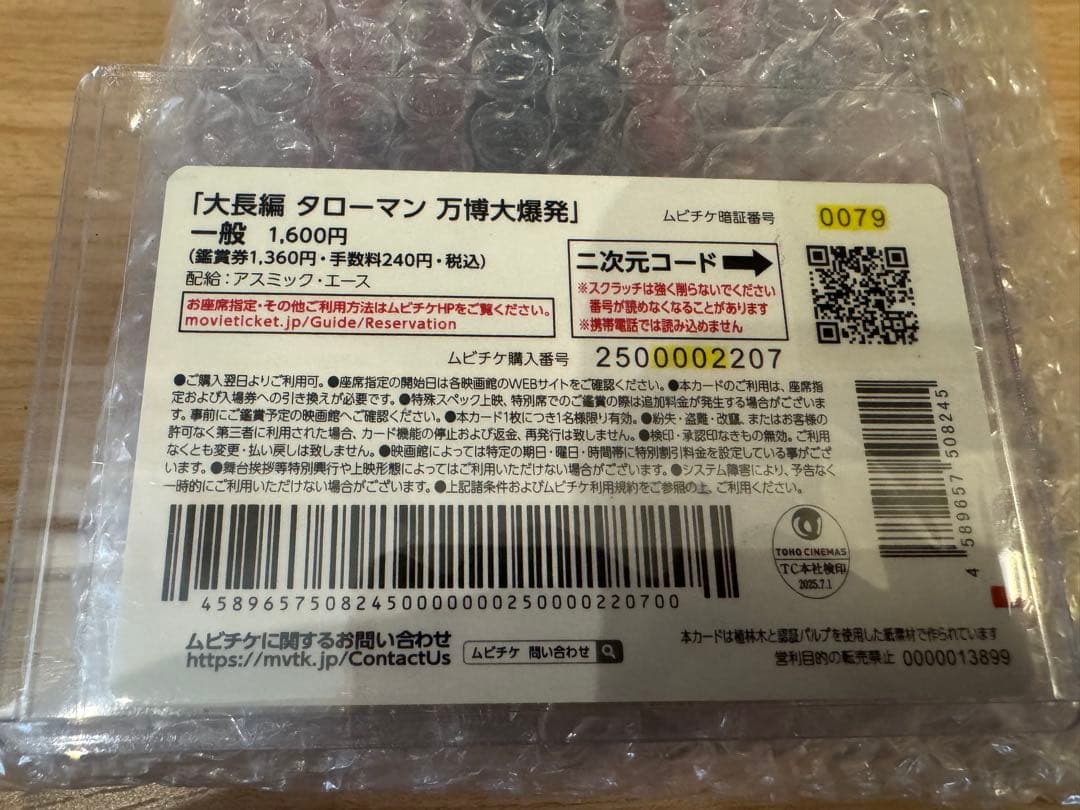 「大長編 タローマン 万博大爆発」
一般 1,600円
(鑑賞券1,360円・手数料240円・税込)
配給:アスミック・エース
お座席指定・その他ご利用方法はムビチケHPをご覧ください。
movieticket.jp/Guide/Reservation
ムビチケ暗証番号 0079
二次元コード
※スクラッチは強く削らないでください
番号が読めなくなることがあります
※携帯電話では読み込めません
ムビチケ購入番号 2500002207
●ご購入翌日よりご利用可。●座席指定の開始日は各映画館のWEBサイトをご確認ください。●本カードのご利用は、座席指
定および入場券への引き換えが必要です。●特殊スペック上映、特別席でのご鑑賞の際は追加料金が発生する場合がございま
す。事前にご鑑賞予定の映画館へご確認ください。●本カード1枚につき1名様限り有効。●紛失・盗難・改竄、またはお客様の
許可なく第三者に利用された場合、カード機能の停止および返金、再発行は致しません。●検印・承認印なきもの無効。ご利用
なくとも変更・払い戻しは致しません。●映画館によっては特定の期日・曜日・時間帯に特別割引料金を設定している事がござ
います。●舞台挨拶等特別興行や上映形態によってはご利用いただけない場合がございます。●システム障害により、予告なく
一時的にご利用いただけない場合がございます。●上記諸条件およびムビチケ利用規約をご参照の上、ご利用ください。
4 589657 508245
458965750824500000000250000220700
TOHO CINEMAS
TC本社検印
2025.7.1
ムビチケに関するお問い合わせ
https://mvtk.jp/ContactUs
ムビチケ 問い合わせ
本カードは植林木と認証パルプを使用した紙素材で作られています
営利目的の転売禁止 0000013899